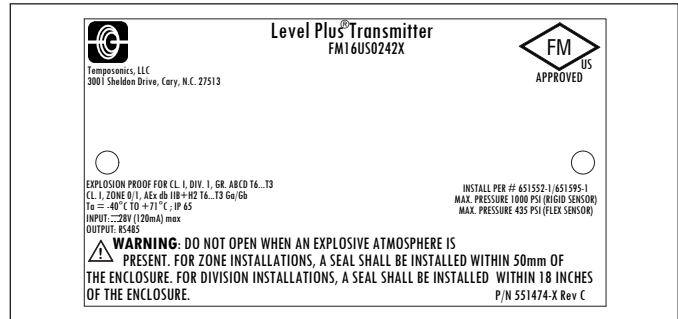 Level Plus® Transmitter
FM16US0242X
FM
US
APPROVED
Temposonics, LLC
3001 Sheldon Drive, Cary, N.C. 27513
EXPLOSION PROOF FOR CL. I, DIV. 1, GR. ABCD T6...T3
CL. I, ZONE 0/1, AEx db IIB+H2 T6...T3 Ga/Gb
Ta = -40°C TO +71°C ; IP 65
INPUT: ⎓28V (120mA) max
OUTPUT: RS485
INSTALL PER # 651552-1/651595-1
MAX. PRESSURE 1000 PSI (RIGID SENSOR)
MAX. PRESSURE 435 PSI (FLEX SENSOR)
WARNING: DO NOT OPEN WHEN AN EXPLOSIVE ATMOSPHERE IS
PRESENT. FOR ZONE INSTALLATIONS, A SEAL SHALL BE INSTALLED WITHIN 50mm OF
THE ENCLOSURE. FOR DIVISION INSTALLATIONS, A SEAL SHALL BE INSTALLED WITHIN 18 INCHES
OF THE ENCLOSURE.
P/N 551474-X Rev C